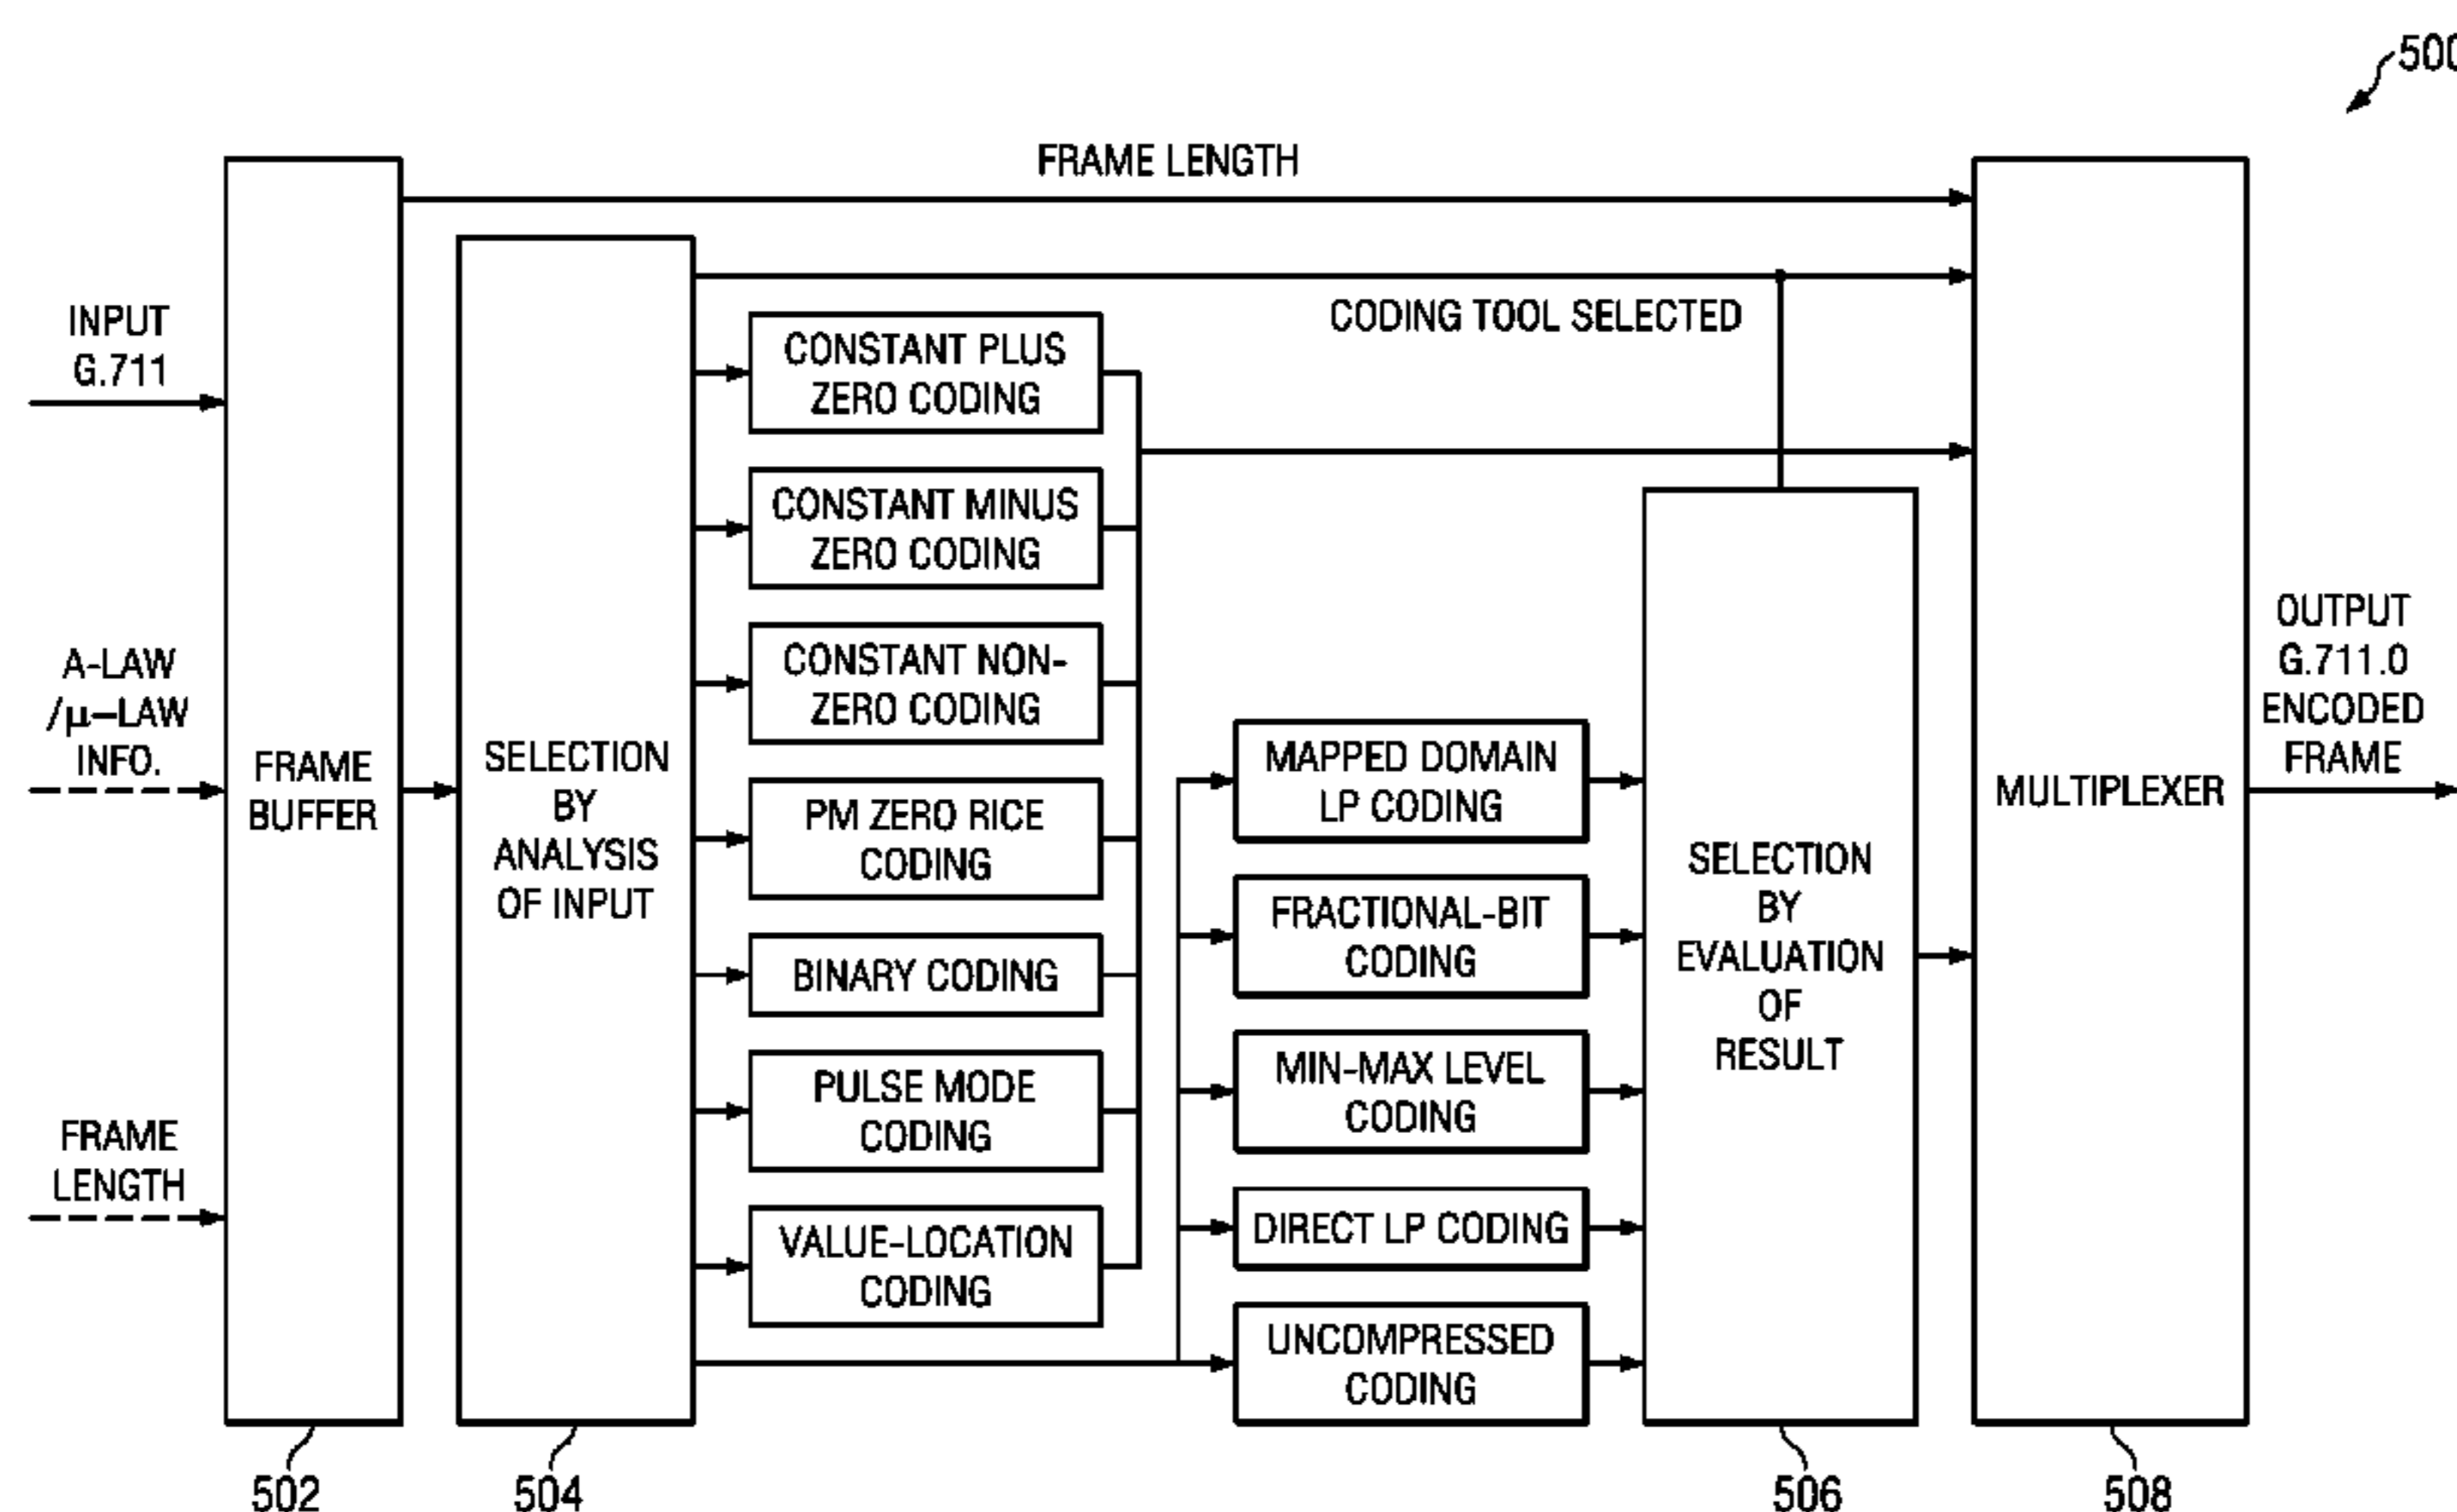 500
FRAME LENGTH
INPUT
G.711
A-LAW
/μ-LAW
INFO.
FRAME
LENGTH
FRAME
BUFFER
SELECTION
BY
ANALYSIS
OF INPUT
CODING TOOL SELECTED
CONSTANT PLUS
ZERO CODING
CONSTANT MINUS
ZERO CODING
CONSTANT NON-
ZERO CODING
PM ZERO RICE
CODING
BINARY CODING
PULSE MODE
CODING
VALUE-LOCATION
CODING
MAPPED DOMAIN
LP CODING
FRACTIONAL-BIT
CODING
MIN-MAX LEVEL
CODING
DIRECT LP CODING
UNCOMPRESSED
CODING
SELECTION
BY
EVALUATION
OF
RESULT
MULTIPLEXER
OUTPUT
G.711.0
ENCODED
FRAME
502
504
506
508